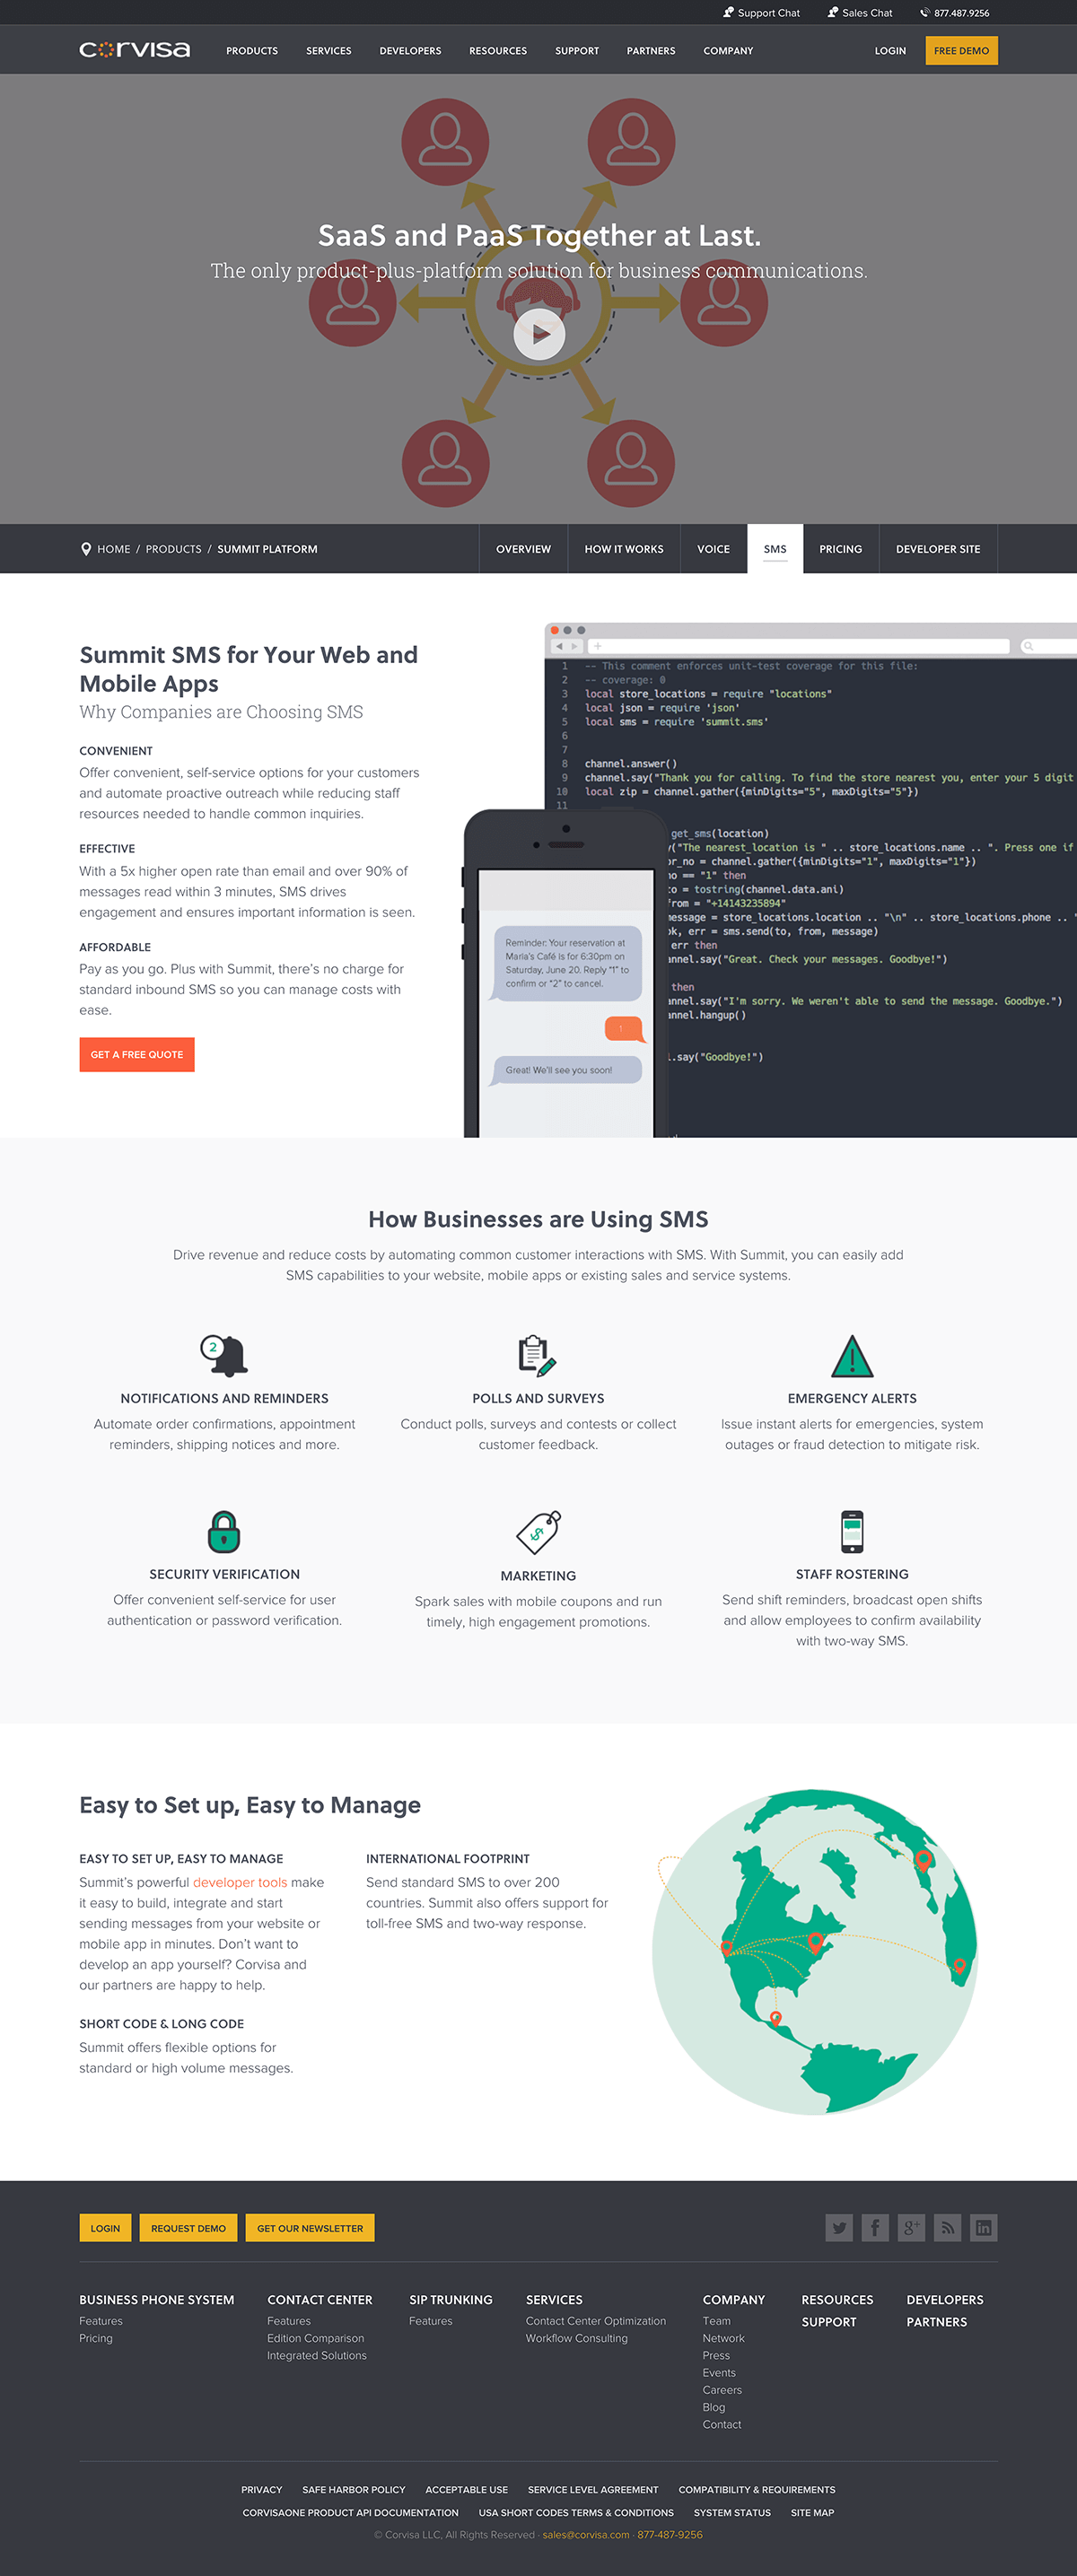 Support Chat
Sales Chat
877.487.9256
corvisa
PRODUCTS
SERVICES
DEVELOPERS
RESOURCES
SUPPORT
PARTNERS
COMPANY
LOGIN
FREE DEMO
SaaS and PaaS Together at Last.
The only product-plus-platform solution for business communications.
HOME / PRODUCTS / SUMMIT PLATFORM
OVERVIEW
HOW IT WORKS
VOICE
SMS
PRICING
DEVELOPER SITE
Summit SMS for Your Web and
Mobile Apps
Why Companies are Choosing SMS
CONVENIENT
Offer convenient, self-service options for your customers
and automate proactive outreach while reducing staff
resources needed to handle common inquiries.
EFFECTIVE
With a 5x higher open rate than email and over 90% of
messages read within 3 minutes, SMS drives
engagement and ensures important information is seen.
AFFORDABLE
Pay as you go. Plus with Summit, there's no charge for
standard inbound SMS so you can manage costs with
ease.
GET A FREE QUOTE
1 -- This comment enforces unit-test coverage for this file:
2 -- coverage: 0
3 local store_locations = require "locations"
4 local json = require 'json'
5 local sms = require 'summit.sms'
6
7
8 channel.answer()
9 channel.say("Thank you for calling. To find the store nearest you, enter your 5 digit
10 local zip = channel.gather({minDigits="5", maxDigits="5"})
11
get_sms(location)
y("The nearest_location is " .. store_locations.name .. ". Press one if
or_no = channel.gather({minDigits="1", maxDigits="1"})
no == "1" then
to = tostring(channel.data.ani)
from = "+14143235894"
message = store_locations.location .. "\n" .. store_locations.phone .. "
ok, err = sms.send(to, from, message)
err then
annel.say("Great. Check your messages. Goodbye!")
then
annel.say("I'm sorry. We weren't able to send the message. Goodbye.")
annel.hangup()
l.say("Goodbye!")
Reminder: Your reservation at
Maria's Café is for 6:30pm on
Saturday, June 20. Reply "1" to
confirm or "2" to cancel.
1
Great! We'll see you soon!
How Businesses are Using SMS
Drive revenue and reduce costs by automating common customer interactions with SMS. With Summit, you can easily add
SMS capabilities to your website, mobile apps or existing sales and service systems.
2
NOTIFICATIONS AND REMINDERS
Automate order confirmations, appointment
reminders, shipping notices and more.
POLLS AND SURVEYS
Conduct polls, surveys and contests or collect
customer feedback.
EMERGENCY ALERTS
Issue instant alerts for emergencies, system
outages or fraud detection to mitigate risk.
SECURITY VERIFICATION
Offer convenient self-service for user
authentication or password verification.
$
MARKETING
Spark sales with mobile coupons and run
timely, high engagement promotions.
STAFF ROSTERING
Send shift reminders, broadcast open shifts
and allow employees to confirm availability
with two-way SMS.
Easy to Set up, Easy to Manage
EASY TO SET UP, EASY TO MANAGE
Summit's powerful developer tools make
it easy to build, integrate and start
sending messages from your website or
mobile app in minutes. Don't want to
develop an app yourself? Corvisa and
our partners are happy to help.
SHORT CODE & LONG CODE
Summit offers flexible options for
standard or high volume messages.
INTERNATIONAL FOOTPRINT
Send standard SMS to over 200
countries. Summit also offers support for
toll-free SMS and two-way response.
LOGIN
REQUEST DEMO
GET OUR NEWSLETTER
BUSINESS PHONE SYSTEM
Features
Pricing
CONTACT CENTER
Features
Edition Comparison
Integrated Solutions
SIP TRUNKING
Features
SERVICES
Contact Center Optimization
Workflow Consulting
COMPANY
Team
Network
Press
Events
Careers
Blog
Contact
RESOURCES
SUPPORT
DEVELOPERS
PARTNERS
PRIVACY
SAFE HARBOR POLICY
ACCEPTABLE USE
SERVICE LEVEL AGREEMENT
COMPATIBILITY & REQUIREMENTS
CORVISAONE PRODUCT API DOCUMENTATION
USA SHORT CODES TERMS & CONDITIONS
SYSTEM STATUS
SITE MAP
© Corvisa LLC, All Rights Reserved · sales@corvisa.com · 877-487-9256